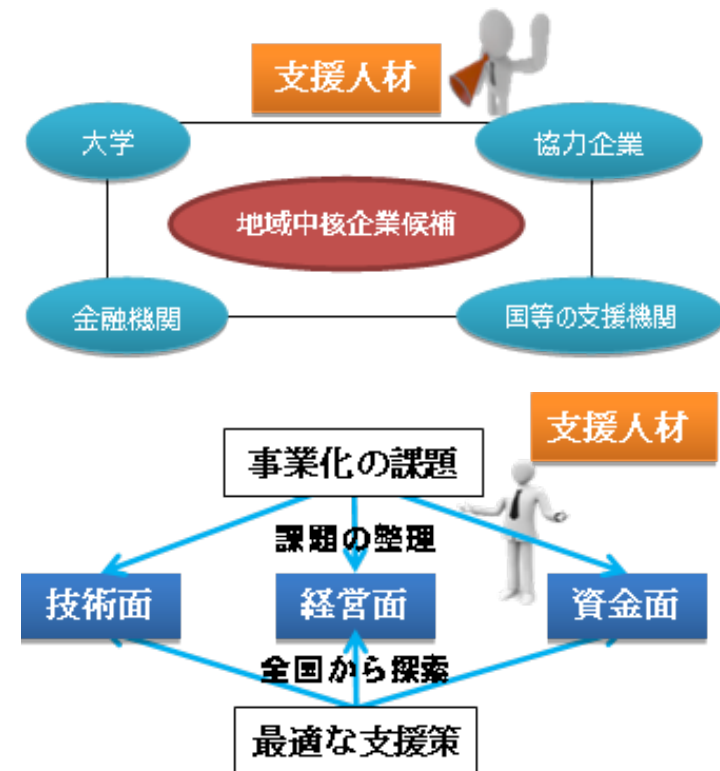 支援人材
大学
協力企業
地域中核企業候補
金融機関
国等の支援機関
支援人材
事業化の課題
課題の整理
技術面
経営面
資金面
全国から探索
最適な支援策